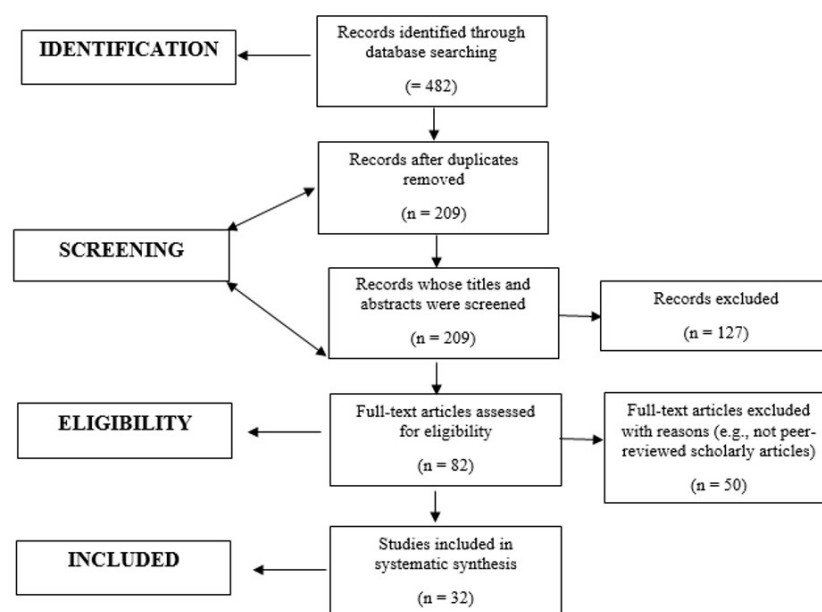 IDENTIFICATION
Records identified through
database searching
(= 482)
Records after duplicates
removed
(n = 209)
SCREENING
Records whose titles and
abstracts were screened
(n = 209)
Records excluded
(n = 127)
ELIGIBILITY
Full-text articles assessed
for eligibility
(n = 82)
Full-text articles excluded
with reasons (e.g., not peer-
reviewed scholarly articles)
(n = 50)
INCLUDED
Studies included in
systematic synthesis
(n = 32)